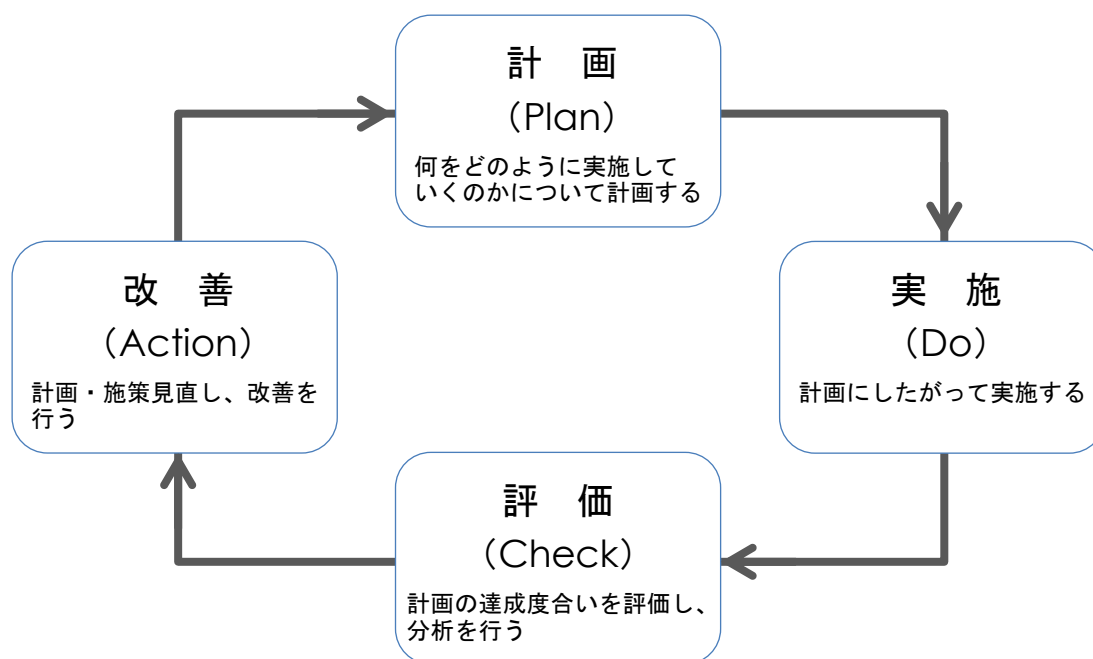 計　画
（Plan）
何をどのように実施して
いくのかについて計画する
改　善
（Action）
計画・施策見直し、改善を
行う
実　施
（Do）
計画にしたがって実施する
評　価
（Check）
計画の達成度合いを評価し、
分析を行う